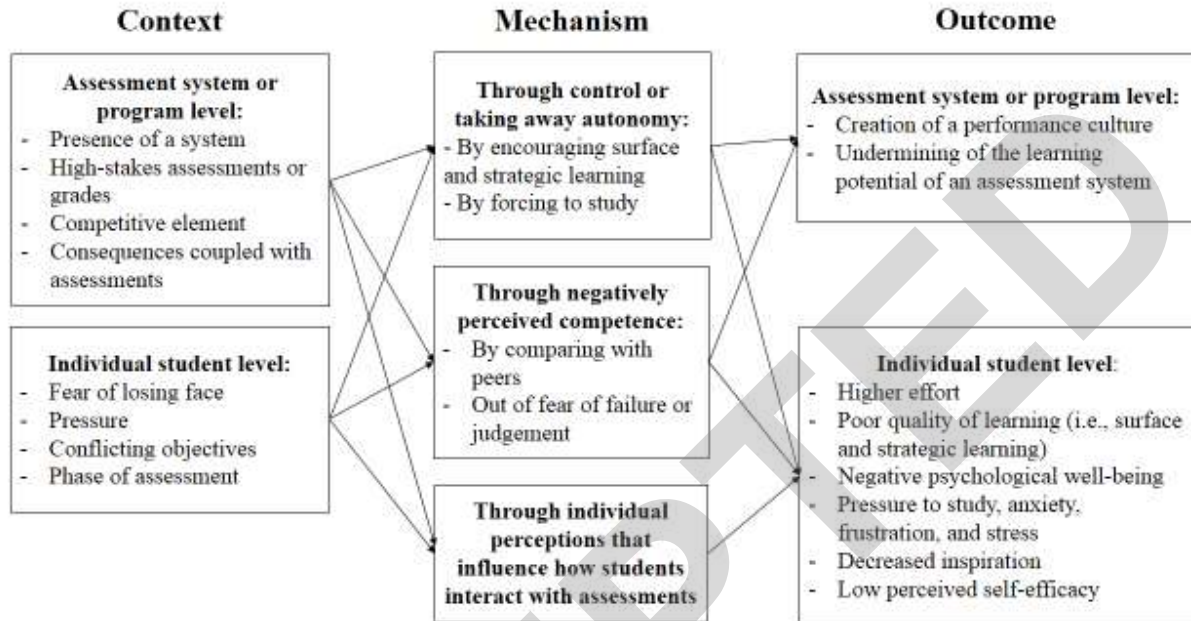 Context
Mechanism
Outcome
Assessment system or
program level:
- Presence of a system
- High-stakes assessments or
grades
- Competitive element
- Consequences coupled with
assessments
Individual student level:
- Fear of losing face
- Pressure
- Conflicting objectives
- Phase of assessment
Through control or
taking away autonomy:
- By encouraging surface
and strategic learning
- By forcing to study
Through negatively
perceived competence:
- By comparing with
peers
- Out of fear of failure or
judgement
Through individual
perceptions that
influence how students
interact with assessments
Assessment system or program level:
- Creation of a performance culture
- Undermining of the learning
potential of an assessment system
Individual student level:
- Higher effort
- Poor quality of learning (i.e., surface
and strategic learning)
- Negative psychological well-being
- Pressure to study, anxiety,
frustration, and stress
- Decreased inspiration
- Low perceived self-efficacy
PTED